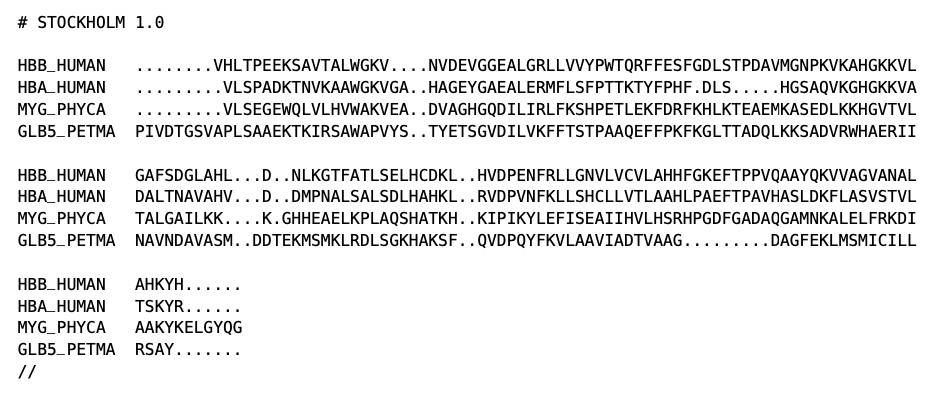 # STOCKHOLM 1.0
HBB_HUMAN   ........VHLTPEEKSAVTALWGKV....NVDEVGGEALGRLLVVYPWTQRFFESFGDLSTPDAVMGNPKVKAHGKKVL
HBA_HUMAN   .........VLSPADKTNVKAAWGKVGA..HAGEYGAEALERMFLSFPTTKTYFPHF.DLS.....HGSAQVKGHGKKVA
MYG_PHYCA   .........VLSEGEWQLVLHVWAKVEA..DVAGHGQDILIRLFKSHPETLEKFDRFKHLKTEAEMKASEDLKKHGVTVL
GLB5_PETMA  PIVDTGSVAPLSAAEKTKIRSAWAPVYS..TYETSGVDILVKFFTSTPAAQEFFPKFKGLTTADQLKKSADVRWHAERII
HBB_HUMAN   GAFSDGLAHL...D..NLKGTFATLSELHCDKL..HVDPENFRLLGNVLVCVLAHHFGKEFTPPVQAAYQKVVAGVANAL
HBA_HUMAN   DALTNAVAHV...D..DMPNALSALSDLHAHKL..RVDPVNFKLLSHCLLVTLAAHLPAEFTPAVHASLDKFLASVSTVL
MYG_PHYCA   TALGAILKK....K.GHHEAELKPLAQSHATKH..KIPIKYLEFISEAIIHVLHSRHPGDFGADAQGAMNKALELFRKDI
GLB5_PETMA  NAVNDAVASM..DDTEKMSMKLRDLSGKHAKSF..QVDPQYFKVLAAVIADTVAAG.........DAGFEKLMSMICILL
HBB_HUMAN   AHKYH......
HBA_HUMAN   TSKYR......
MYG_PHYCA   AAKYKELGYQG
GLB5_PETMA  RSAY.......
//